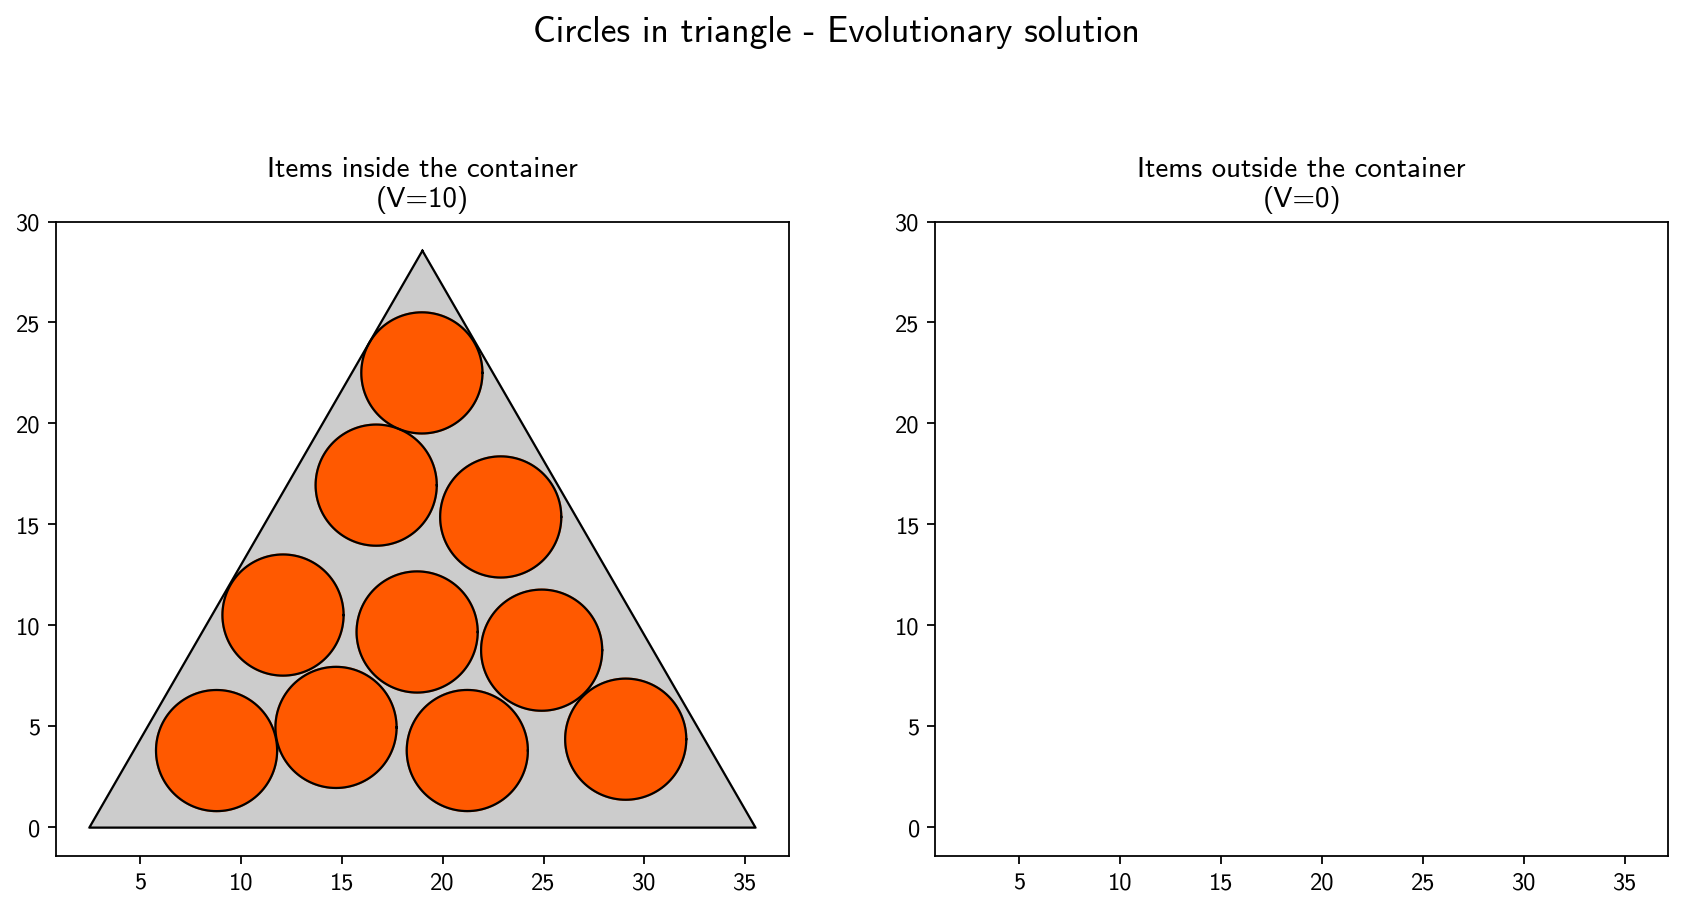 Circles in triangle - Evolutionary solution
Items inside the container
(V=10)
30
25
20
15
10
5
0
5 10 15 20 25 30 35
Items outside the container
(V=0)
30
25
20
15
10
5
0
5 10 15 20 25 30 35